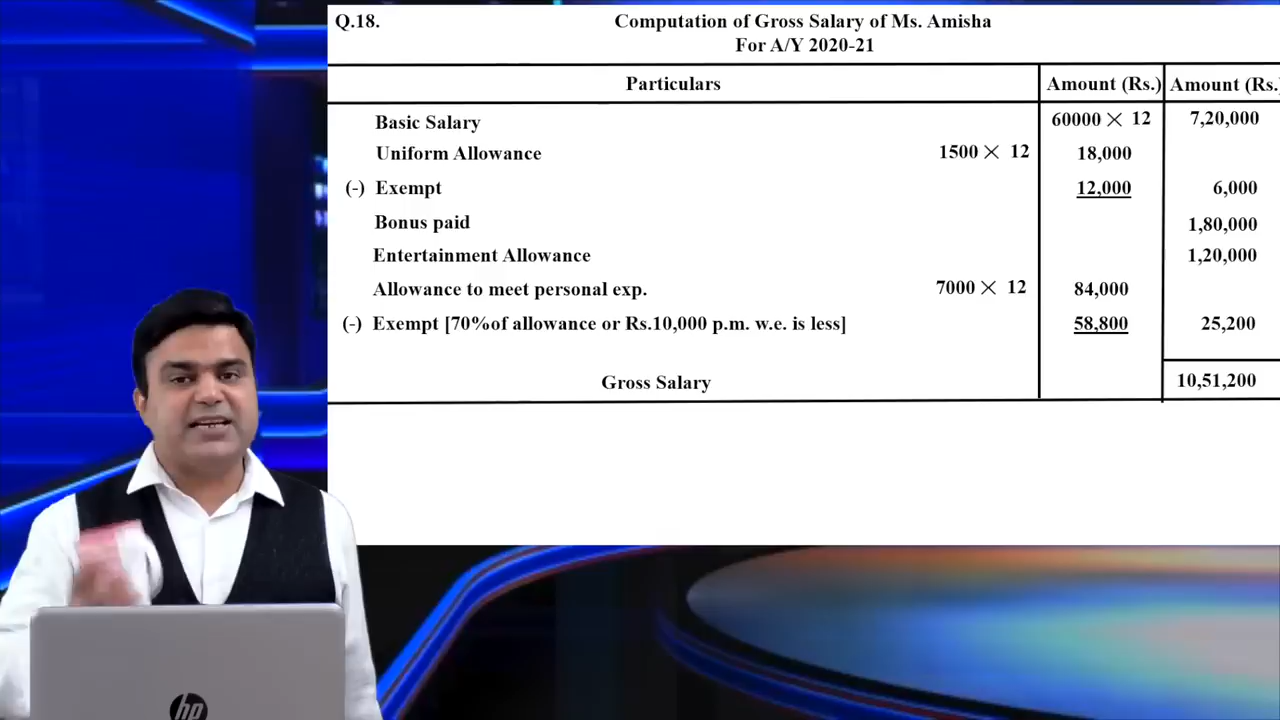 Q.18. Computation of Gross Salary of Ms. Amisha
For A/Y 2020-21
Particulars Amount (Rs.) Amount (Rs.
Basic Salary 60000 × 12 7,20,000
Uniform Allowance 1500 × 12 18,000
(-) Exempt 12,000 6,000
Bonus paid 1,80,000
Entertainment Allowance 1,20,000
Allowance to meet personal exp. 7000 × 12 84,000
(-) Exempt [70%of allowance or Rs.10,000 p.m. w.e. is less] 58,800 25,200
Gross Salary 10,51,200
hp